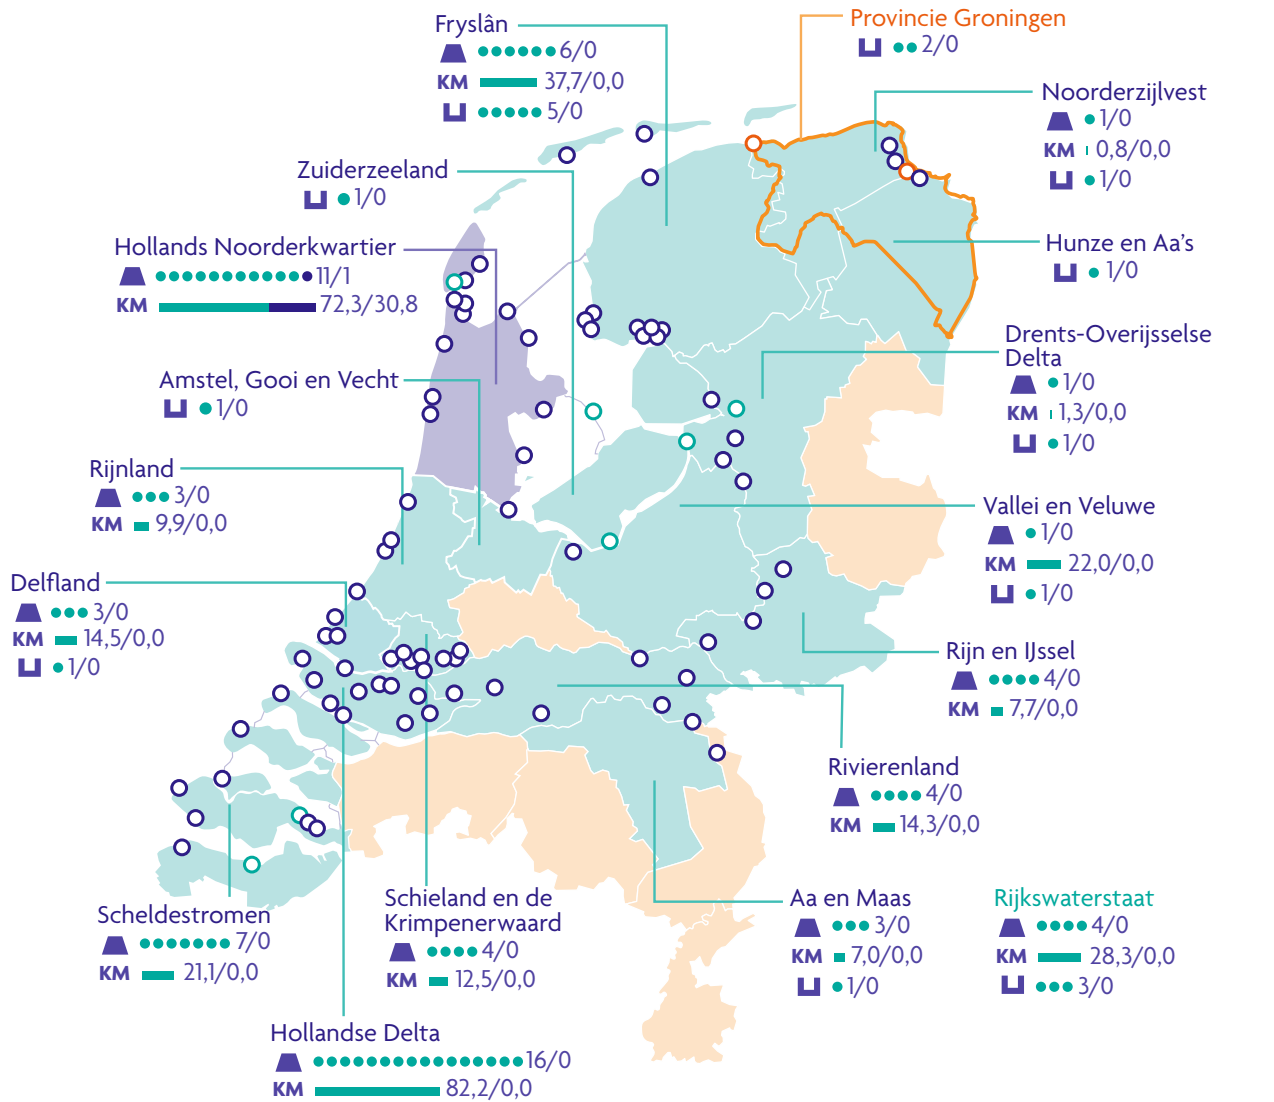 Fryslân
6/0
KM 37,7/0,0
5/0
Provincie Groningen
2/0
Noorderzijlvest
1/0
KM 0,8/0,0
1/0
Zuiderzeeland
1/0
Hollands Noorderkwartier
11/1
KM 72,3/30,8
Hunze en Aa's
1/0
Drents-Overijsselse
Delta
1/0
KM 1,3/0,0
1/0
Amstel, Gooi en Vecht
1/0
Rijnland
3/0
KM 9,9/0,0
Vallei en Veluwe
1/0
KM 22,0/0,0
1/0
Delfland
3/0
KM 14,5/0,0
1/0
Rijn en IJssel
4/0
KM 7,7/0,0
Rivierenland
4/0
KM 14,3/0,0
Scheldestromen
7/0
KM 21,1/0,0
Schieland en de
Krimpenerwaard
4/0
KM 12,5/0,0
Aa en Maas
3/0
KM 7,0/0,0
1/0
Rijkswaterstaat
4/0
KM 28,3/0,0
3/0
Hollandse Delta
16/0
KM 82,2/0,0